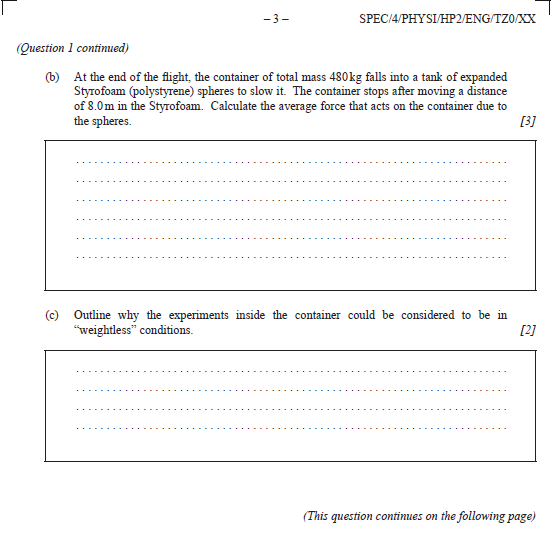 – 3 –
SPEC/4/PHYSI/HP2/ENG/TZ0/XX
(Question 1 continued)
(b) At the end of the flight, the container of total mass 480 kg falls into a tank of expanded
Styrofoam (polystyrene) spheres to slow it. The container stops after moving a distance
of 8.0 m in the Styrofoam. Calculate the average force that acts on the container due to
the spheres. [3]
(c) Outline why the experiments inside the container could be considered to be in
“weightless” conditions. [2]
(This question continues on the following page)